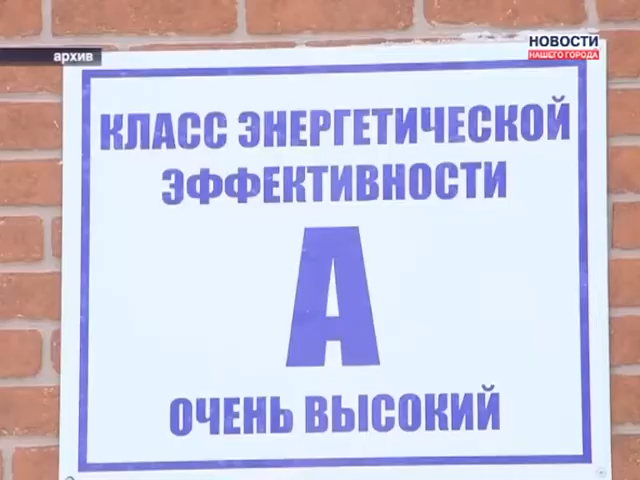 архив
НОВОСТИ
НАШЕГО ГОРОДА
КЛАСС ЭНЕРГЕТИЧЕСКОЙ
ЭФФЕКТИВНОСТИ
А
ОЧЕНЬ ВЫСОКИЙ